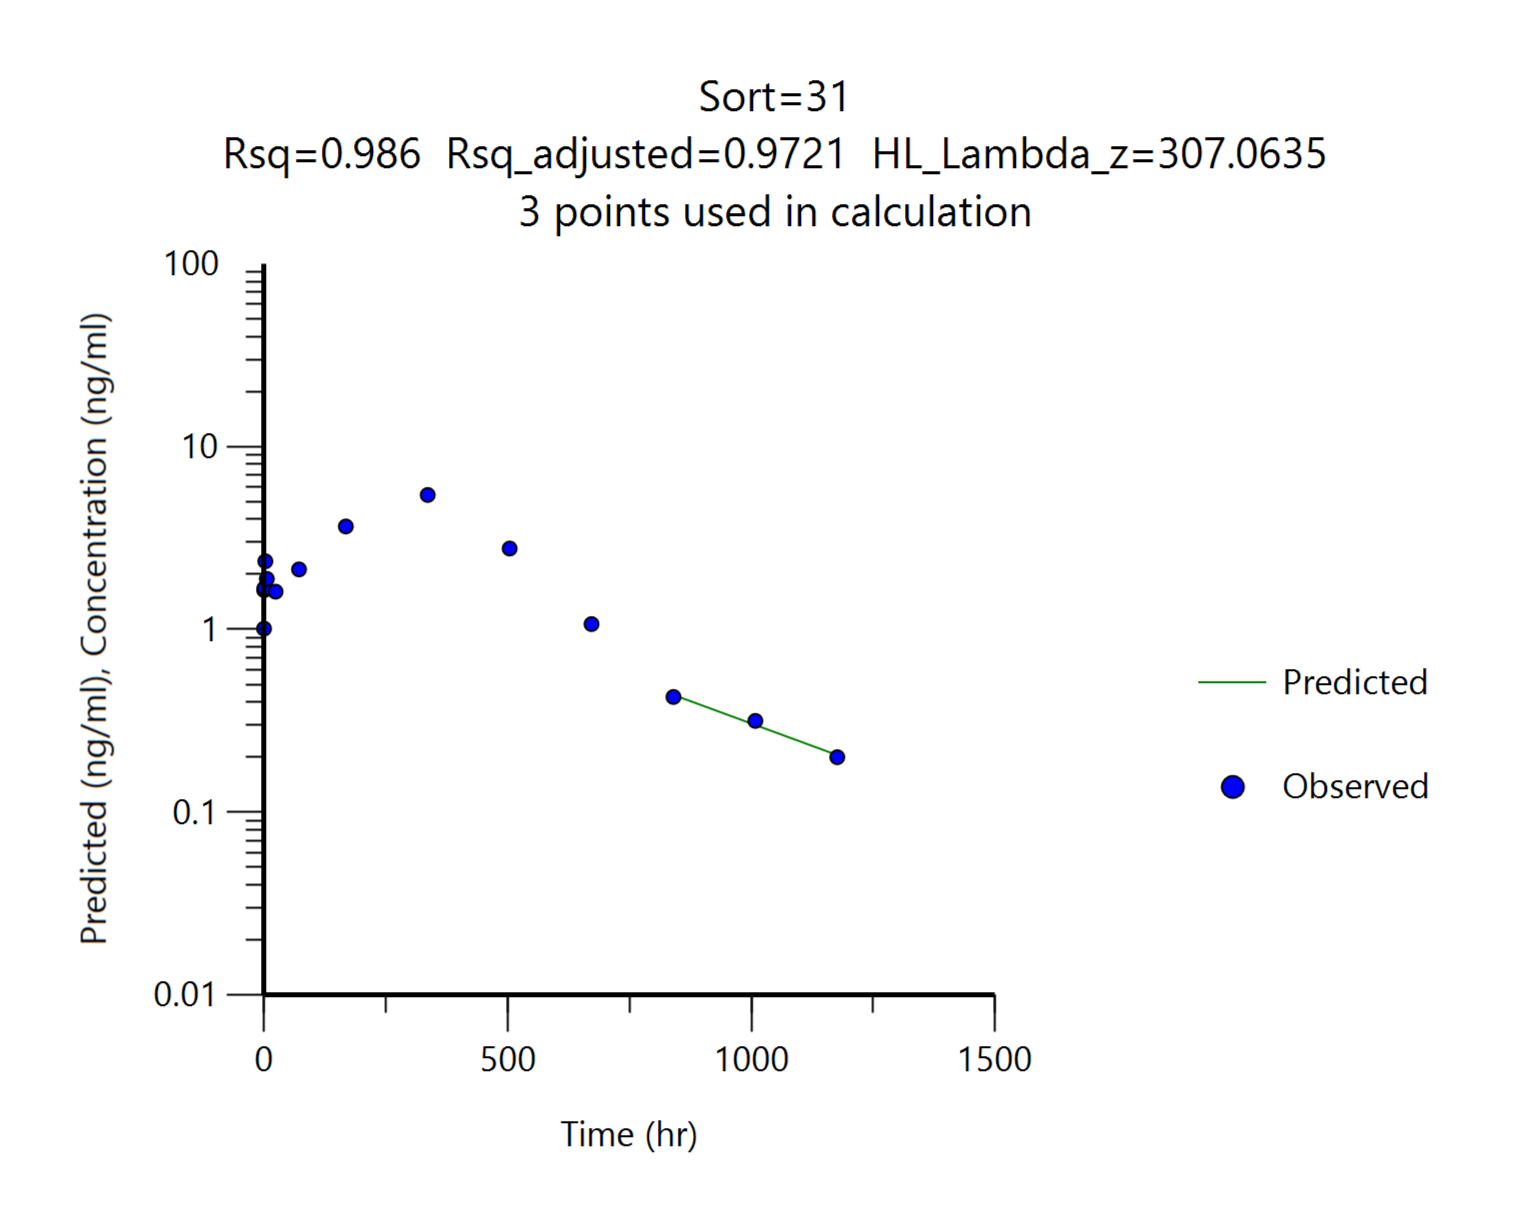 Sort=31
Rsq=0.986 Rsq_adjusted=0.9721 HL_Lambda_z=307.0635
3 points used in calculation
100
10
1
0.1
0.01
Predicted (ng/ml), Concentration (ng/ml)
0
500
1000
1500
Time (hr)
Predicted
Observed